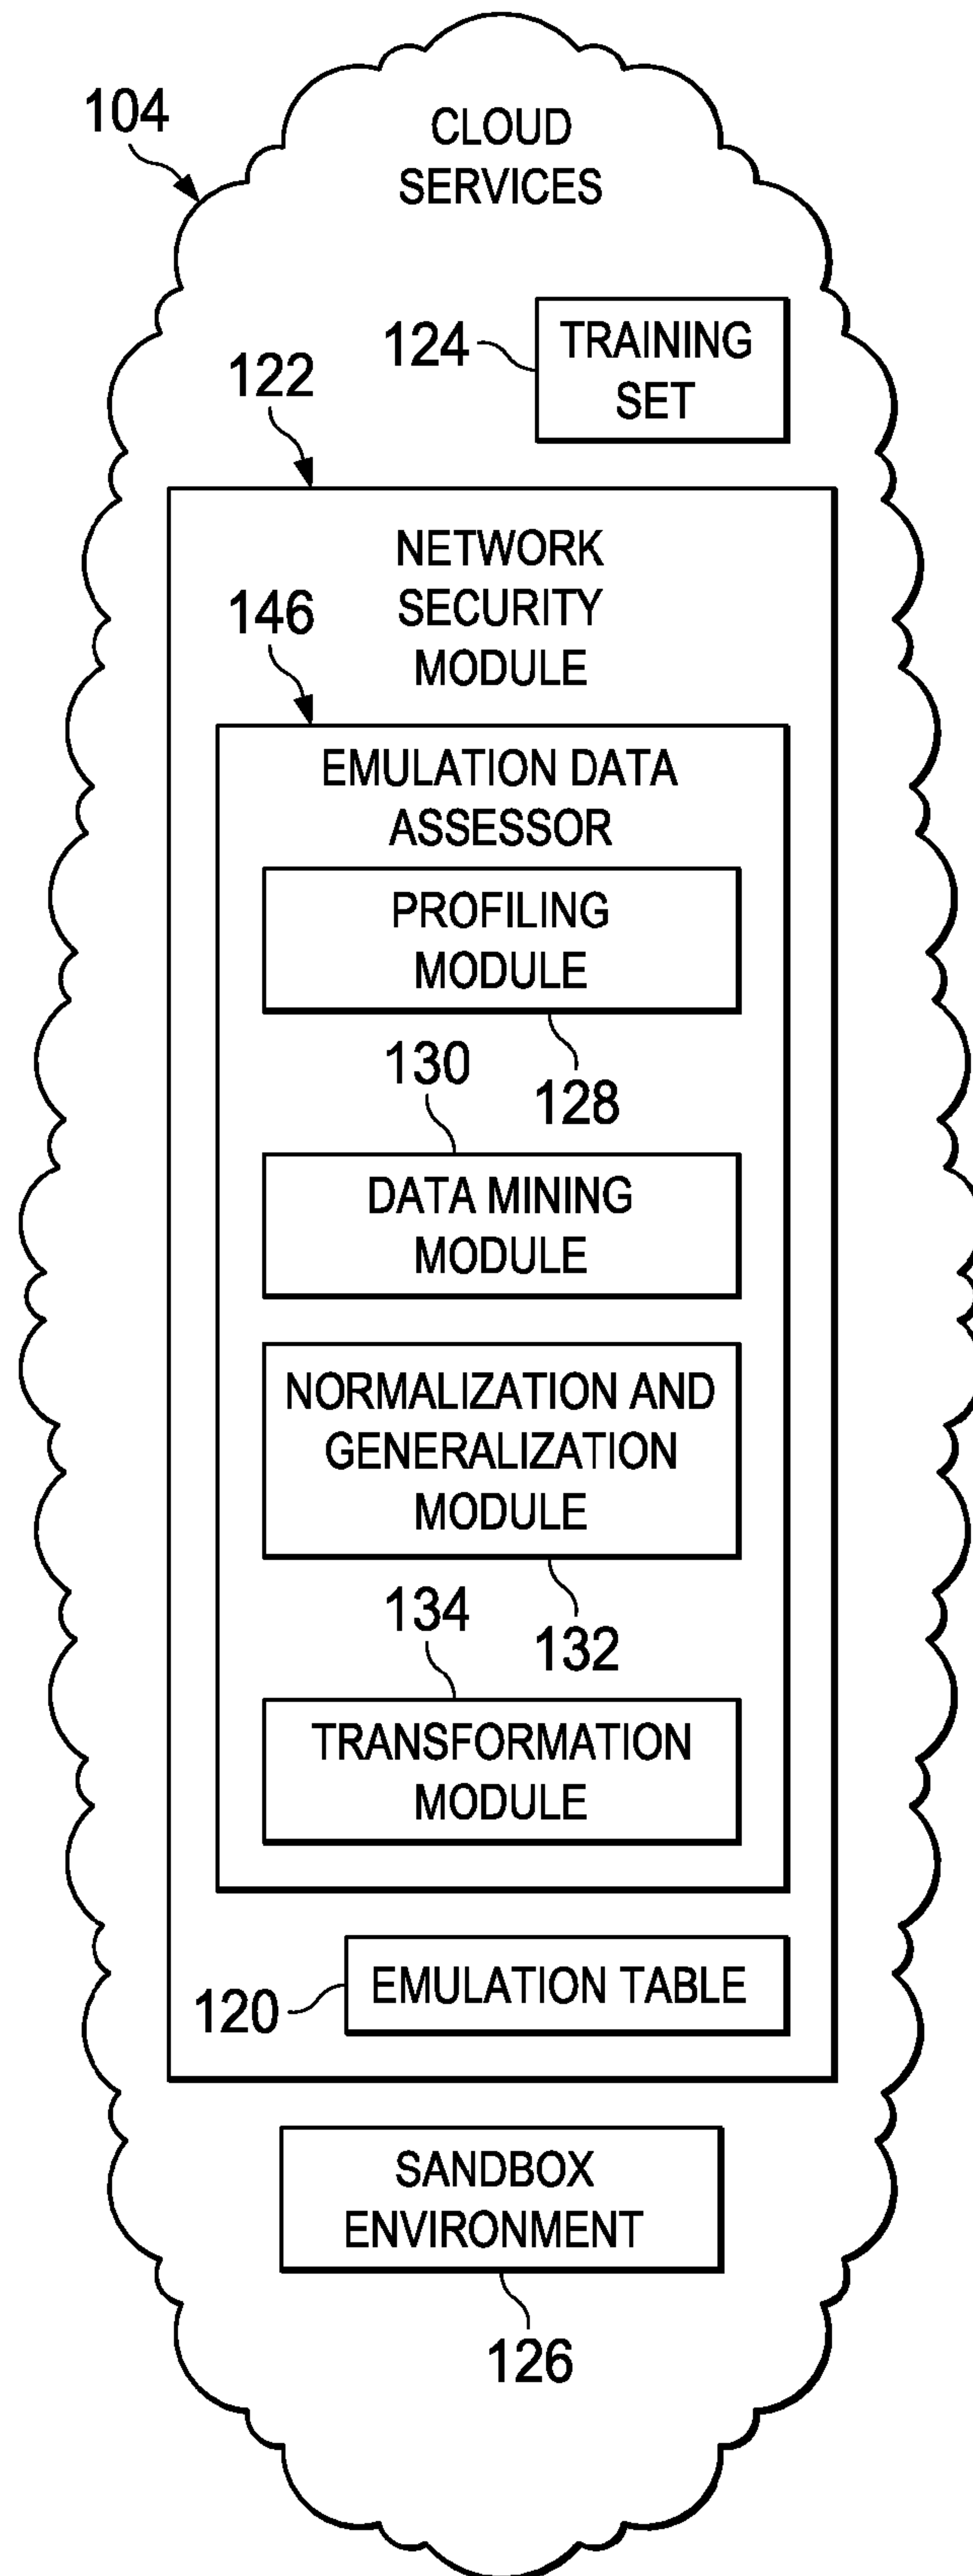 104
CLOUD
SERVICES
124
TRAINING
SET
122
NETWORK
SECURITY
MODULE
146
EMULATION DATA
ASSESSOR
PROFILING
MODULE
128
130
DATA MINING
MODULE
NORMALIZATION AND
GENERALIZATION
MODULE
132
134
TRANSFORMATION
MODULE
120
EMULATION TABLE
SANDBOX
ENVIRONMENT
126